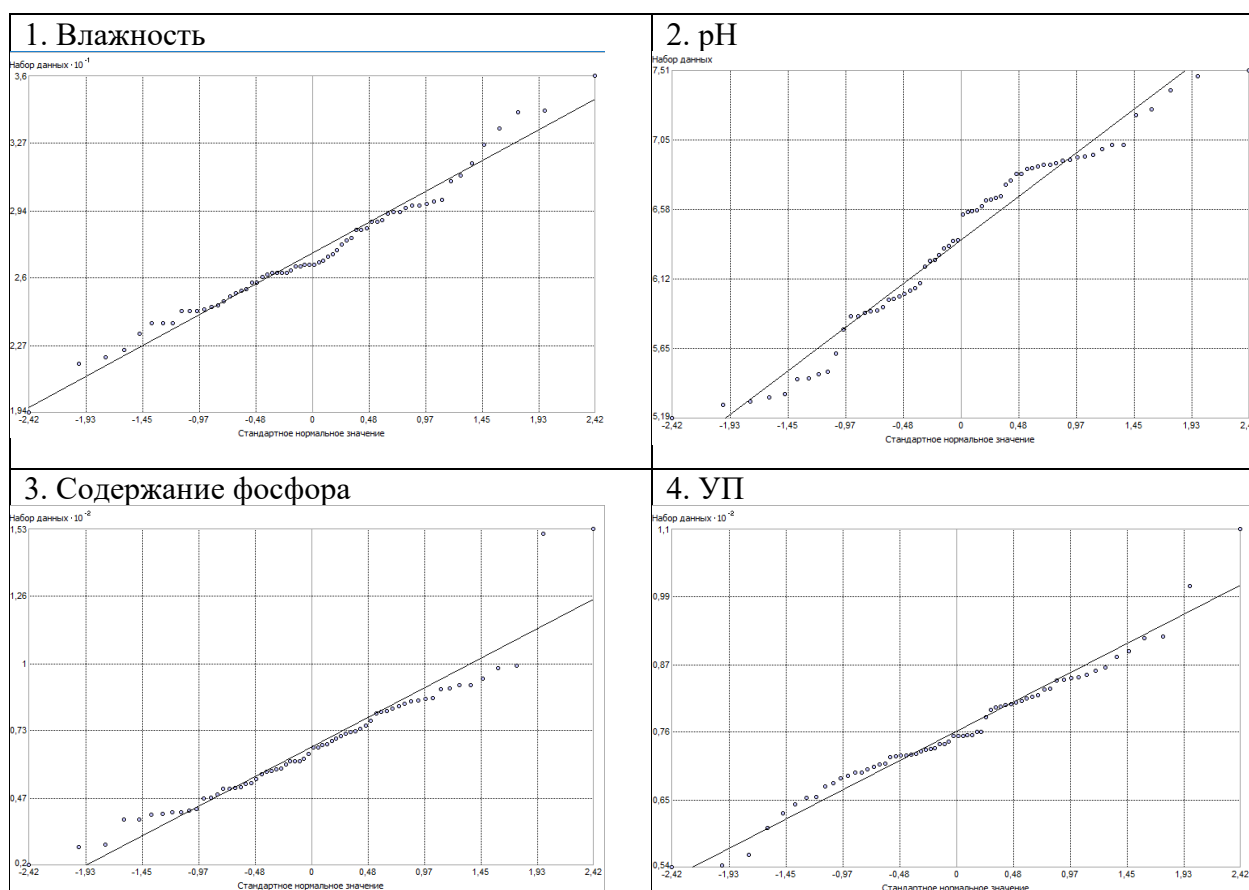 1. Влажность
Набор данных · 10⁻¹
3,6
3,27
2,94
2,6
2,27
1,94
-2,42 -1,93 -1,45 -0,97 -0,48 0 0,48 0,97 1,45 1,93 2,42
Стандартное нормальное значение
2. pH
Набор данных
7,51
7,05
6,58
6,12
5,65
5,19
-2,42 -1,93 -1,45 -0,97 -0,48 0 0,48 0,97 1,45 1,93 2,4
Стандартное нормальное значение
3. Содержание фосфора
Набор данных · 10⁻²
1,53
1,26
1
0,73
0,47
0,2
-2,42 -1,93 -1,45 -0,97 -0,48 0 0,48 0,97 1,45 1,93 2,42
Стандартное нормальное значение
4. УП
Набор данных · 10⁻²
1,1
0,99
0,87
0,76
0,65
0,54
-2,42 -1,93 -1,45 -0,97 -0,48 0 0,48 0,97 1,45 1,93 2,42
Стандартное нормальное значение